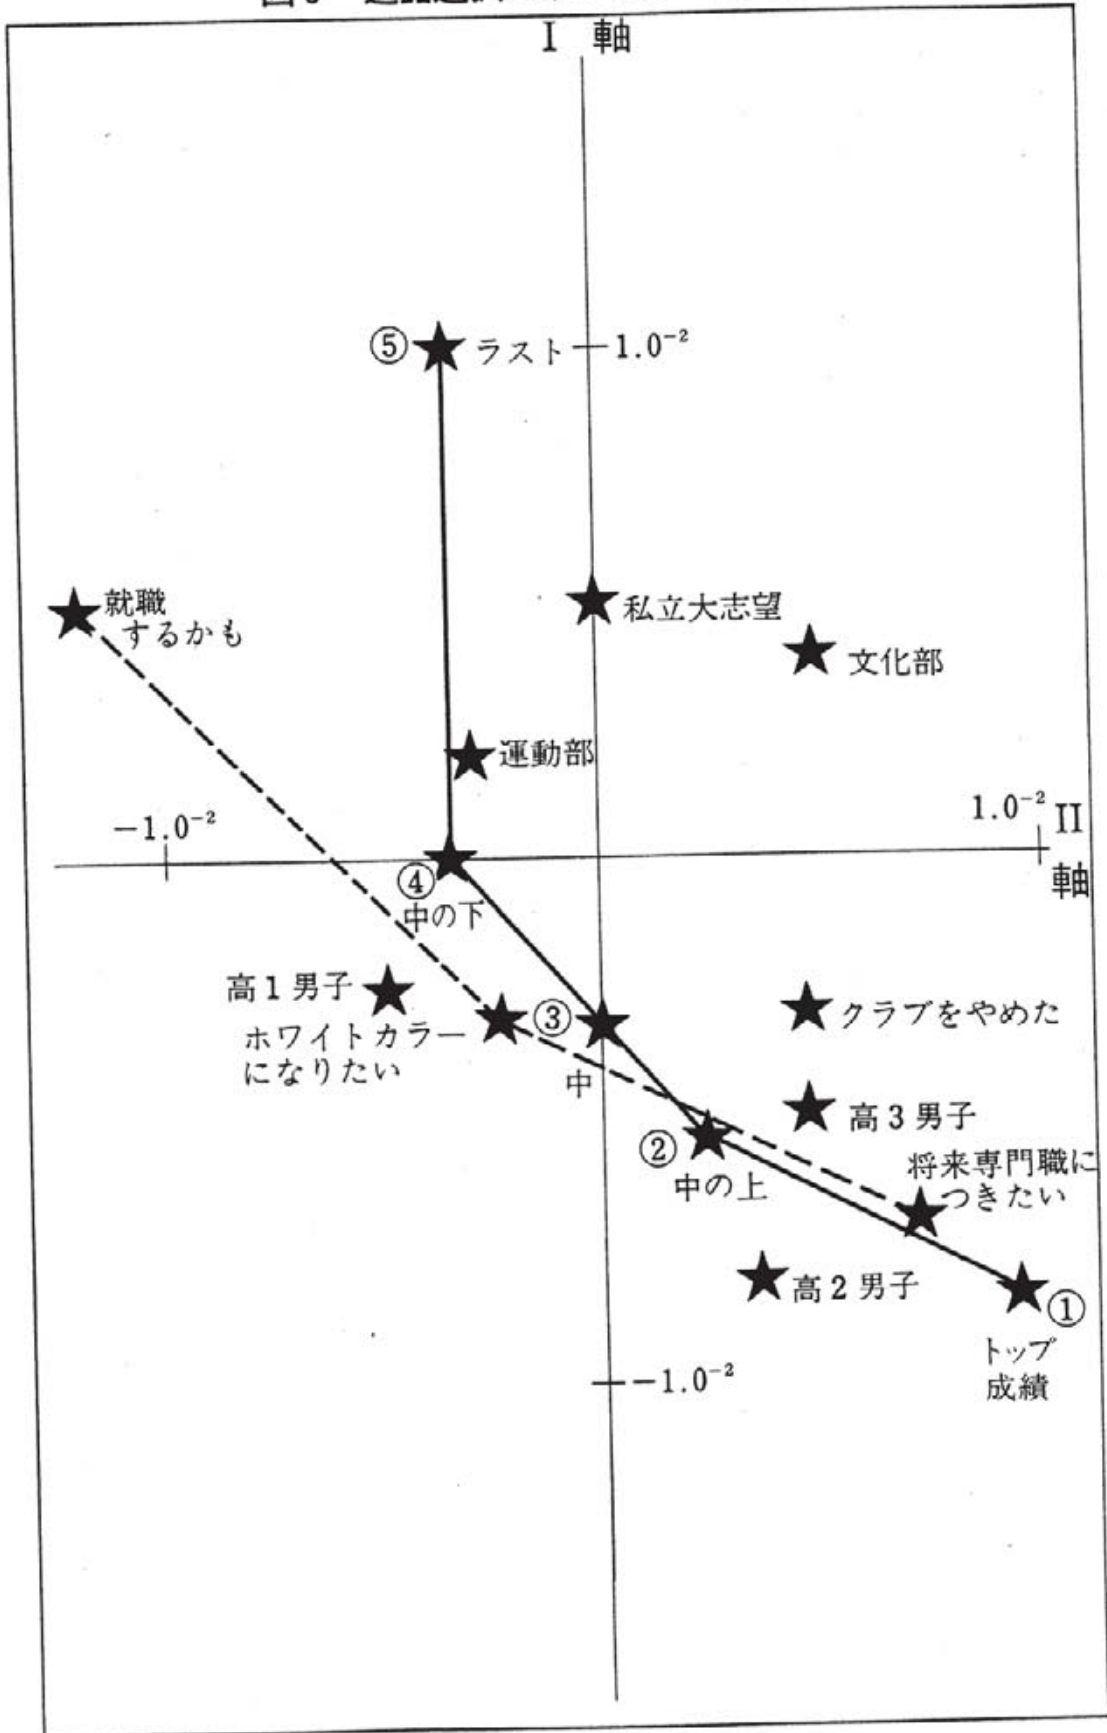 I 軸
⑤ ラスト
1.0⁻²
就職
するかも
私立大志望
文化部
運動部
−1.0⁻²
1.0⁻² II
軸
④
中の下
高1男子
ホワイトカラー
になりたい
③
中
クラブをやめた
高3男子
②
中の上
将来専門職に
つきたい
高2男子
①
トップ
成績
−1.0⁻²